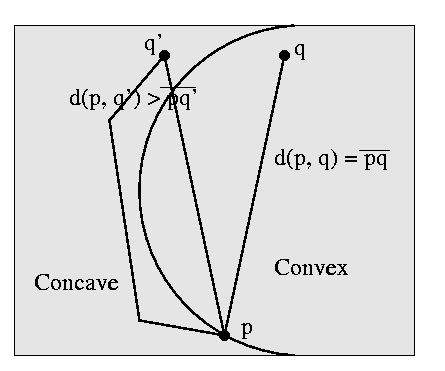 q'
q
d(p, q') > pq'
d(p, q) = pq
Convex
Concave
p